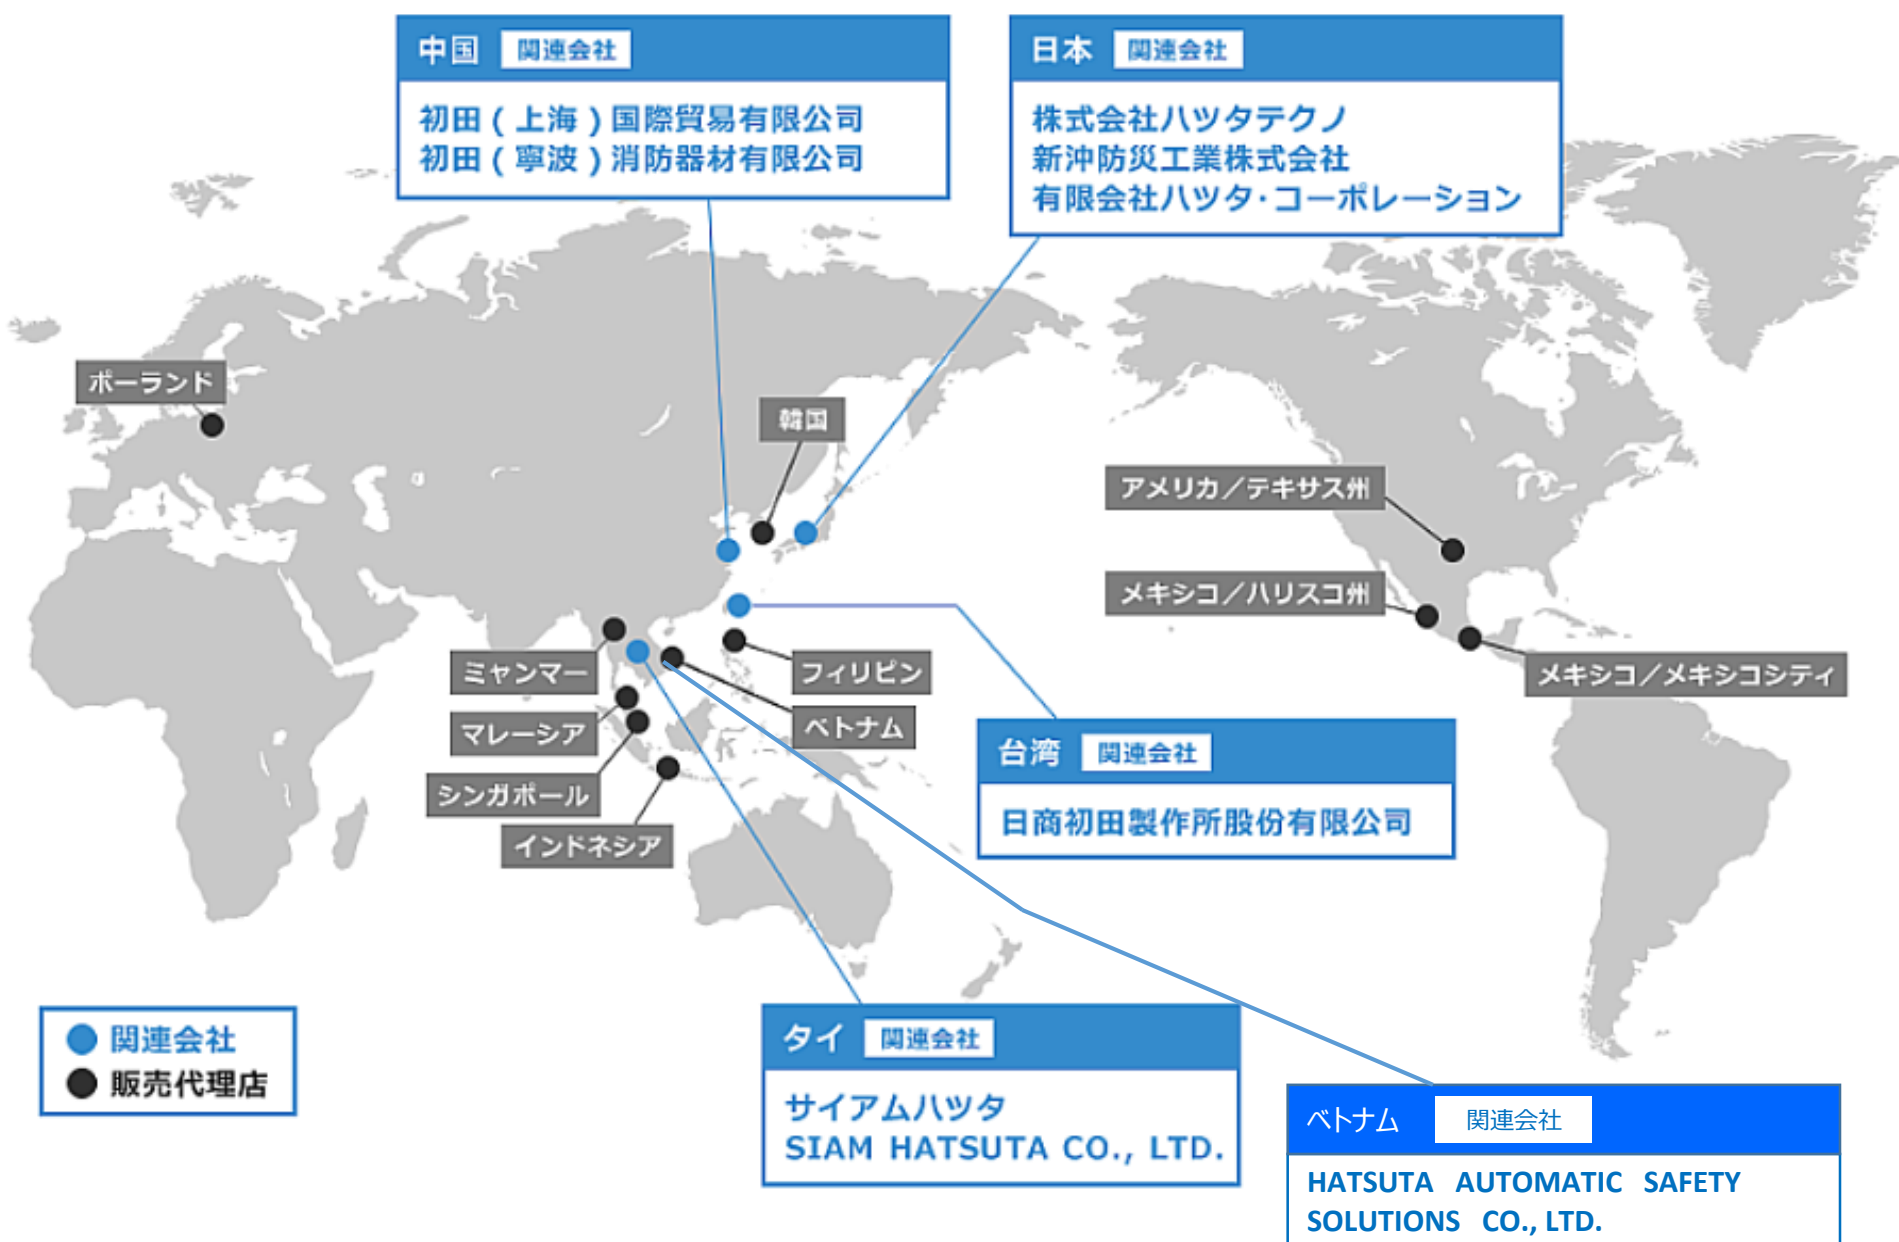 中国 関連会社
初田（上海）国際貿易有限公司
初田（寧波）消防器材有限公司
日本 関連会社
株式会社ハツタテクノ
新沖防災工業株式会社
有限会社ハツタ・コーポレーション
ポーランド
韓国
アメリカ／テキサス州
メキシコ／ハリスコ州
メキシコ／メキシコシティ
ミャンマー
フィリピン
マレーシア
ベトナム
シンガポール
インドネシア
台湾 関連会社
日商初田製作所股份有限公司
関連会社
販売代理店
タイ 関連会社
サイアムハツタ
SIAM HATSUTA CO., LTD.
ベトナム 関連会社
HATSUTA AUTOMATIC SAFETY
SOLUTIONS CO., LTD.